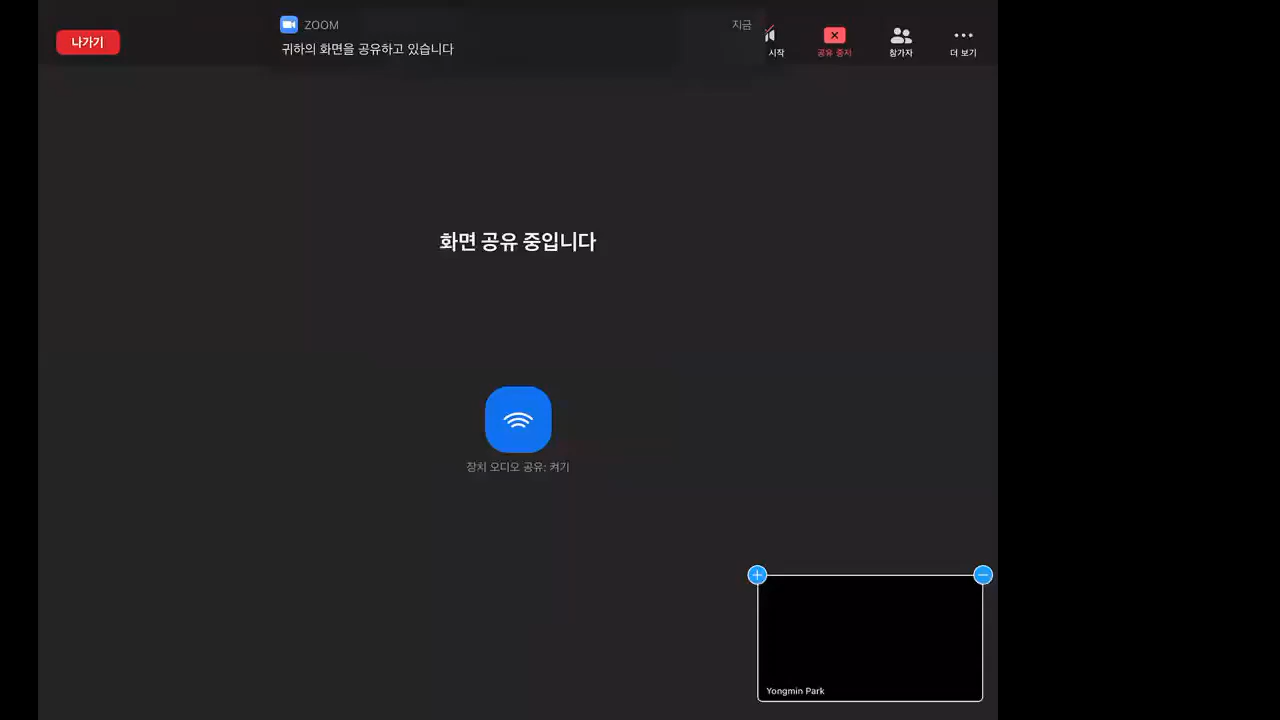 ZOOM
지금
귀하의 화면을 공유하고 있습니다
나가기
시작
공유 중지
참가자
더 보기
화면 공유 중입니다
장치 오디오 공유: 켜기
Yongmin Park